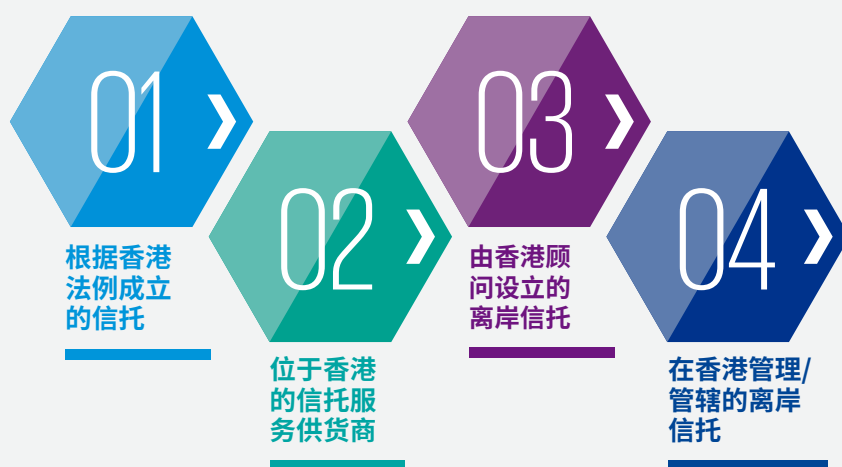 01
根据香港
法例成立
的信托
02
位于香港
的信托服
务供货商
03
由香港顾
问设立的
离岸信托
04
在香港管理/
管辖的离岸
信托